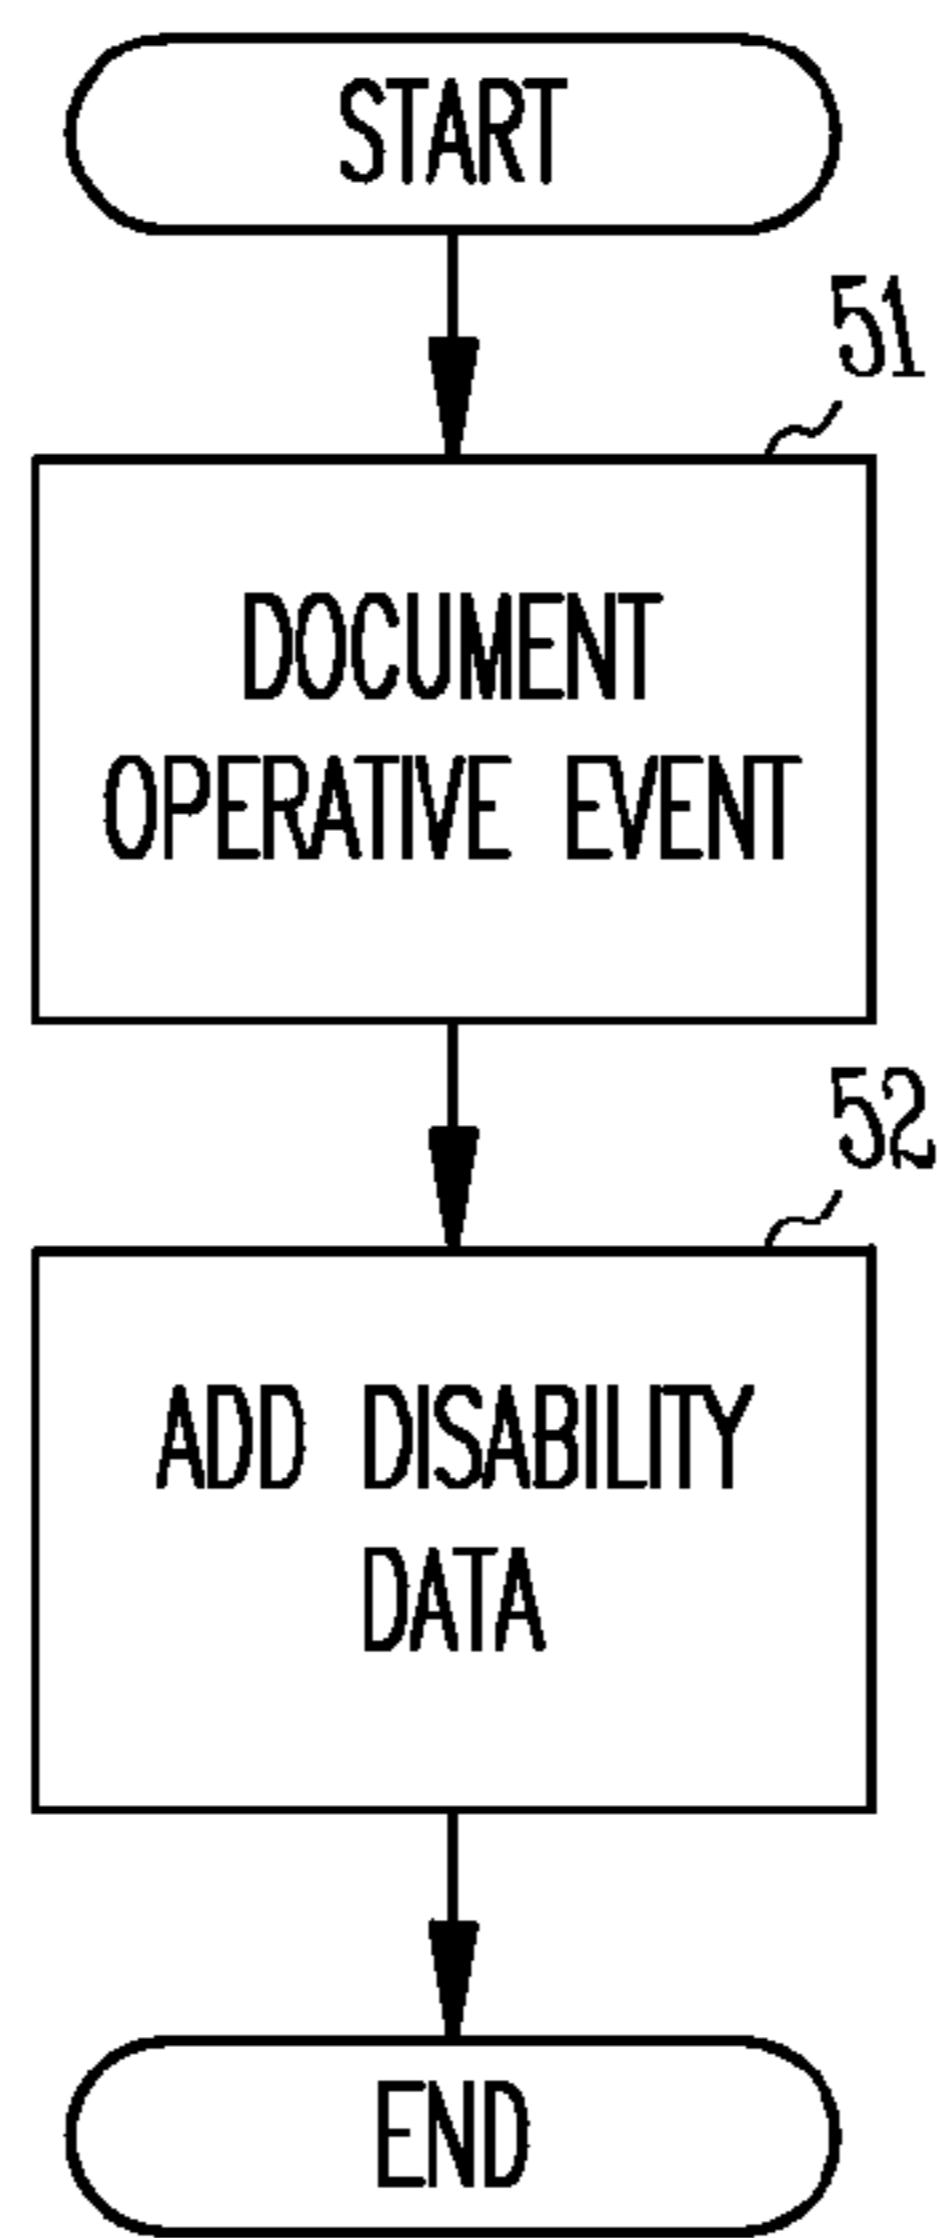 START
51
DOCUMENT
OPERATIVE EVENT
52
ADD DISABILITY
DATA
END